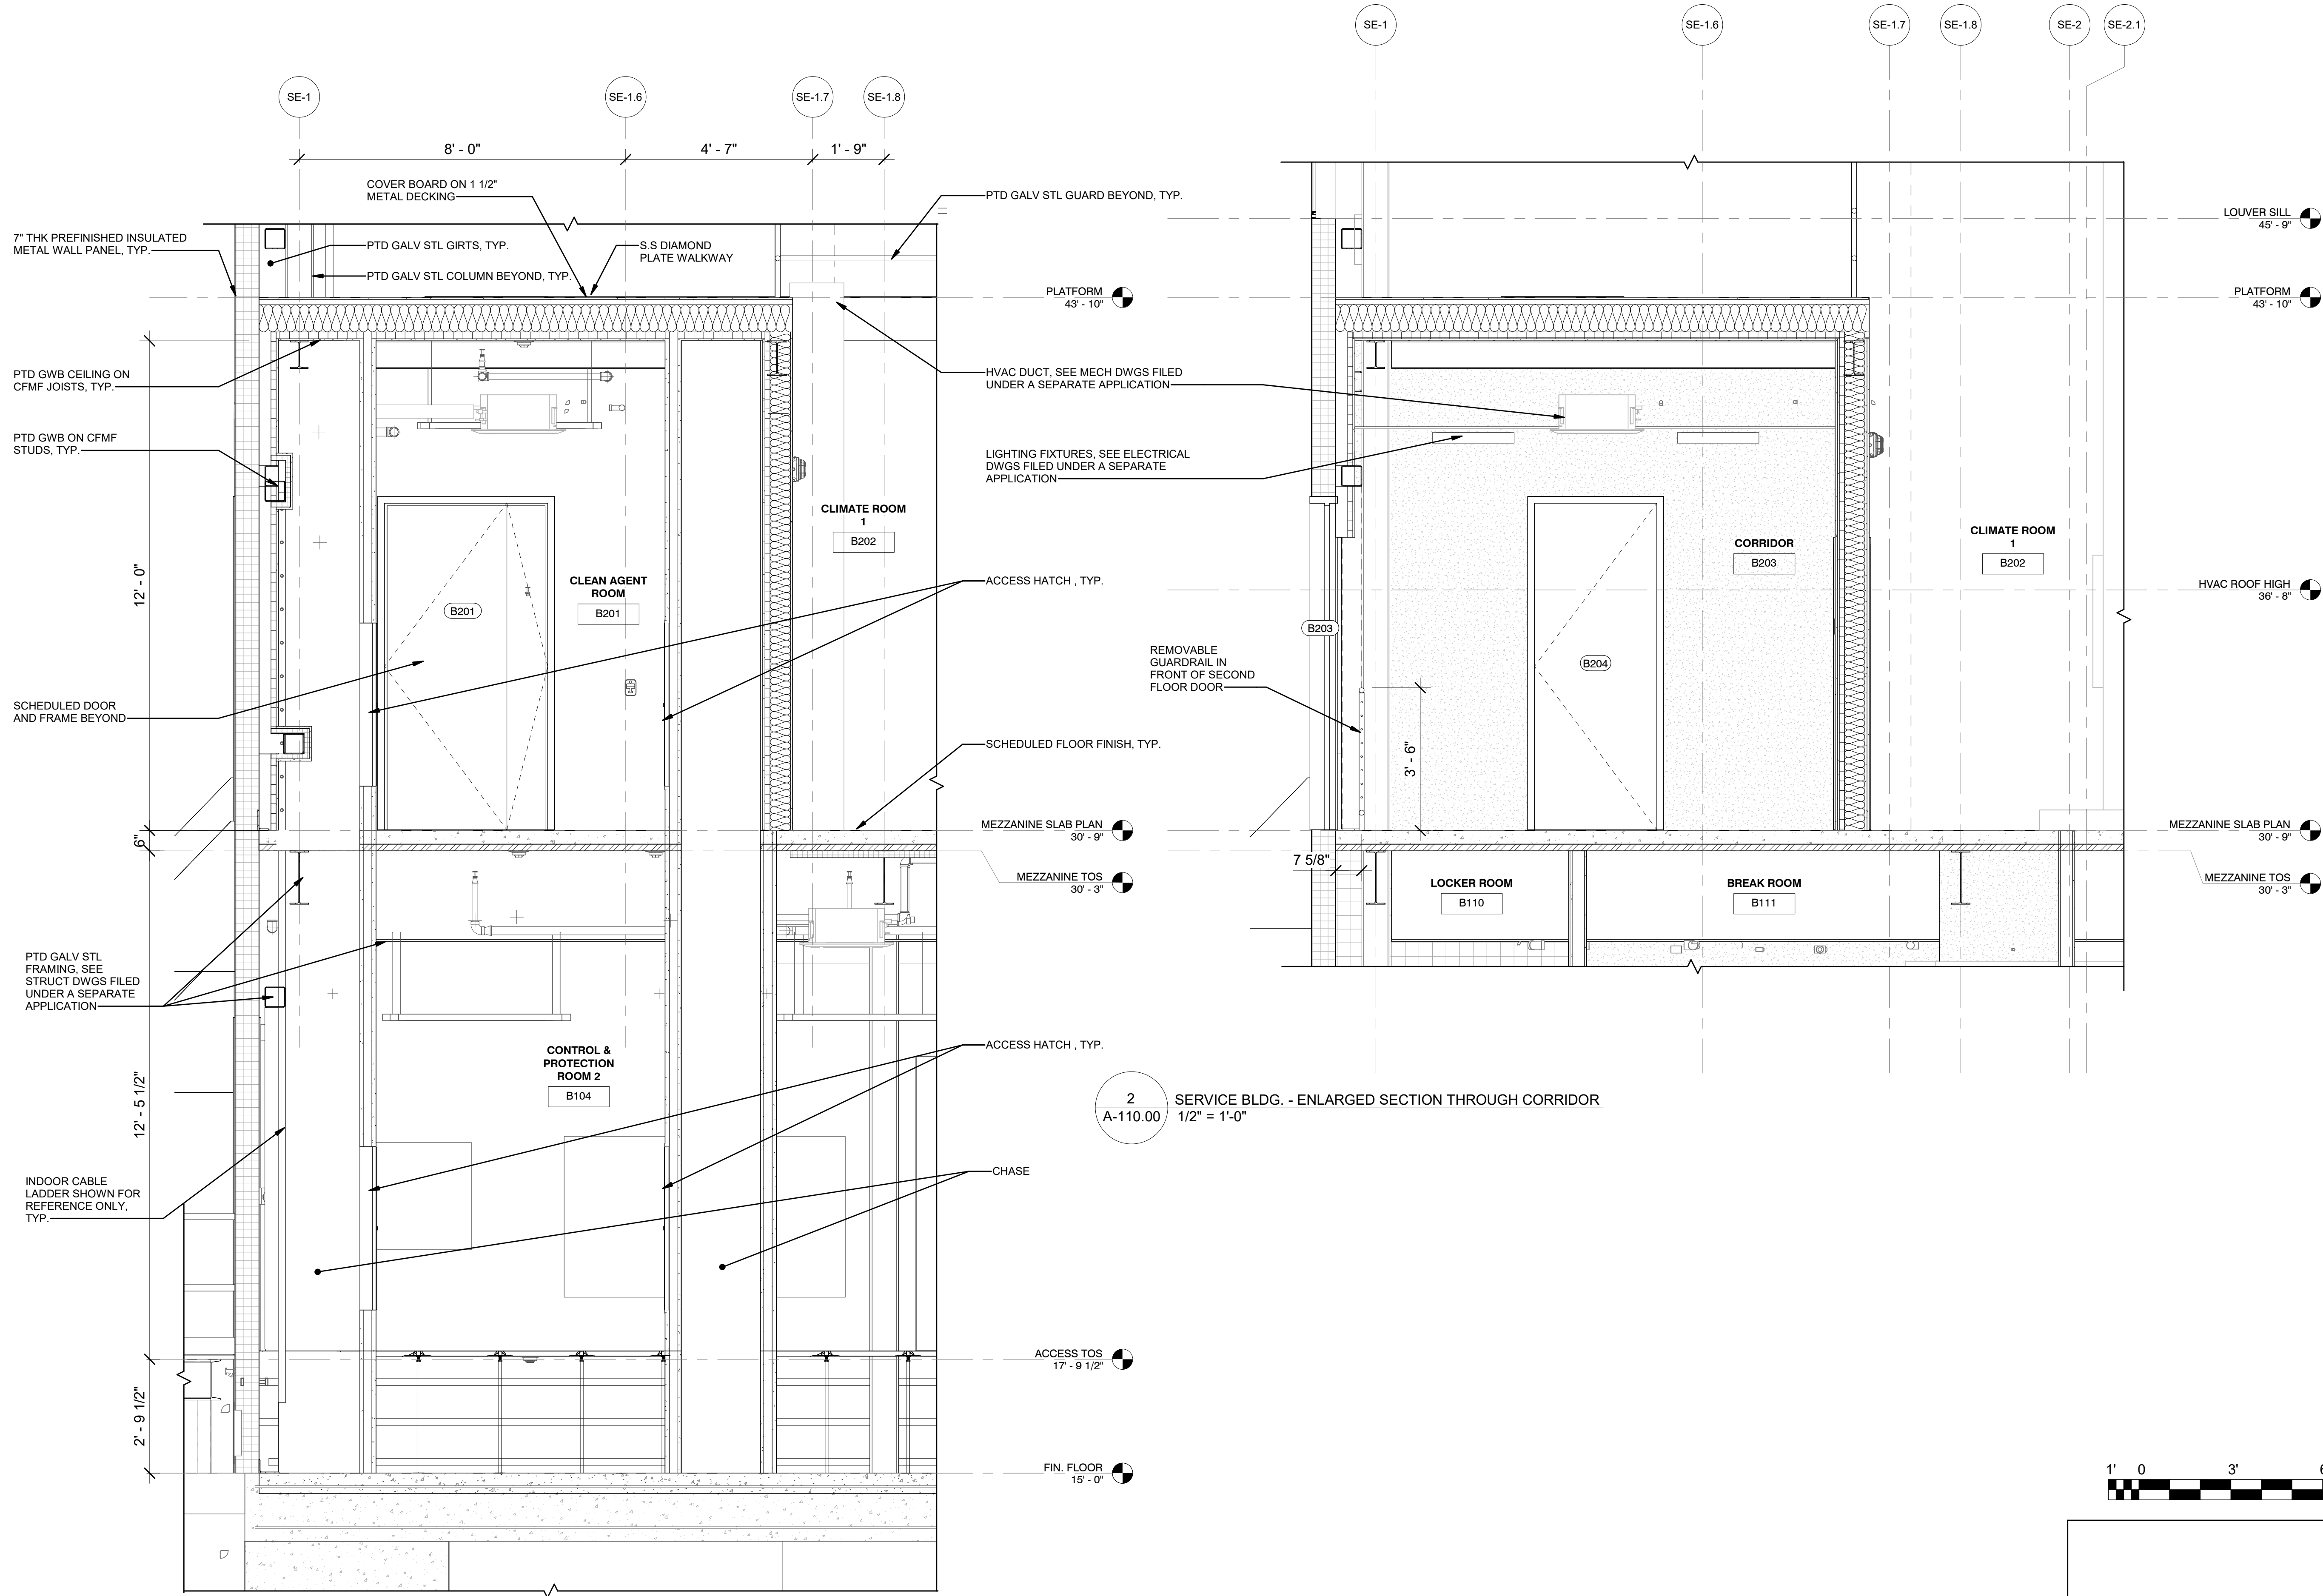 SE-1
SE-1.6
SE-1.7
SE-1.8
8' - 0"
4' - 7"
1' - 9"
COVER BOARD ON 1 1/2"
METAL DECKING
PTD GALV STL GUARD BEYOND, TYP.
7" THK PREFINISHED INSULATED
METAL WALL PANEL, TYP.
PTD GALV STL GIRTS, TYP.
S.S DIAMOND
PLATE WALKWAY
PTD GALV STL COLUMN BEYOND, TYP.
PLATFORM
43' - 10"
PTD GWB CEILING ON
CFMF JOISTS, TYP.
HVAC DUCT, SEE MECH DWGS FILED
UNDER A SEPARATE APPLICATION
PTD GWB ON CFMF
STUDS, TYP.
LIGHTING FIXTURES, SEE ELECTRICAL
DWGS FILED UNDER A SEPARATE
APPLICATION
CLIMATE ROOM
1
B202
12' - 0"
CLEAN AGENT
ROOM
B201
B201
ACCESS HATCH , TYP.
SCHEDULED DOOR
AND FRAME BEYOND
SCHEDULED FLOOR FINISH, TYP.
6"
MEZZANINE SLAB PLAN
30' - 9"
MEZZANINE TOS
30' - 3"
PTD GALV STL
FRAMING, SEE
STRUCT DWGS FILED
UNDER A SEPARATE
APPLICATION
CONTROL &
PROTECTION
ROOM 2
B104
ACCESS HATCH , TYP.
12' - 5 1/2"
CHASE
INDOOR CABLE
LADDER SHOWN FOR
REFERENCE ONLY,
TYP.
ACCESS TOS
17' - 9 1/2"
2' - 9 1/2"
FIN. FLOOR
15' - 0"
SE-1
SE-1.6
SE-1.7
SE-1.8
SE-2
SE-2.1
LOUVER SILL
45' - 9"
PLATFORM
43' - 10"
CORRIDOR
B203
CLIMATE ROOM
1
B202
HVAC ROOF HIGH
36' - 8"
B203
REMOVABLE
GUARDRAIL IN
FRONT OF SECOND
FLOOR DOOR
B204
3' - 6"
MEZZANINE SLAB PLAN
30' - 9"
7 5/8"
MEZZANINE TOS
30' - 3"
LOCKER ROOM
B110
BREAK ROOM
B111
2
A-110.00
SERVICE BLDG. - ENLARGED SECTION THROUGH CORRIDOR
1/2" = 1'-0"
1' 0 3'